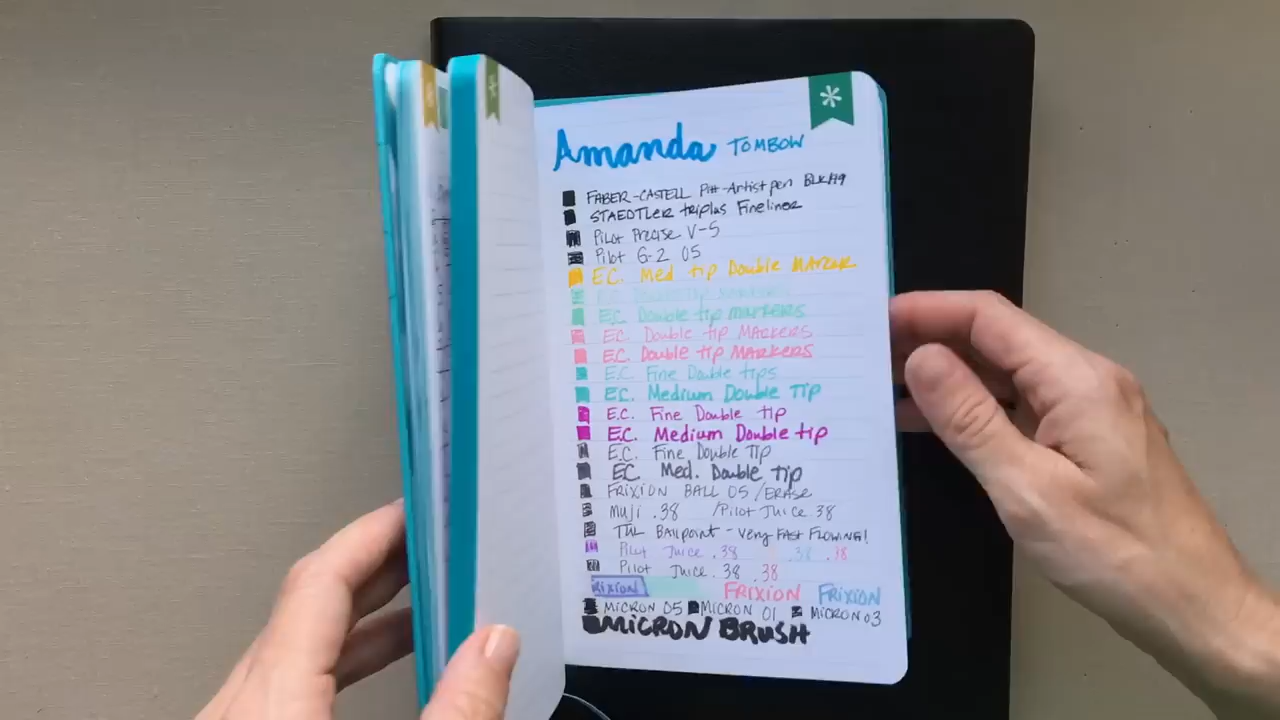 Amanda TOMBOW
FABER-CASTELL Pitt-Artist pen BLK199
STAEDTLER triplus Fineliner
Pilot Precise V-5
Pilot G-2 05
E.C. Med tip Double MARKER
E.C. Double tip MARKERS
E.C. Double tip MARKERS
E.C. Double tip MARKERS
E.C. Double tip MARKERS
E.C. Fine Double tips
E.C. Medium Double Tip
E.C. Fine Double tip
E.C. Medium Double tip
E.C. Fine Double TIP
E.C. Med. Double tip
FRIXION BALL 05/ERASE
Muji .38 /Pilot Juice 38
TUL Ballpoint - Very FAST FLOWING!
Pilot Juice .38 .38 .38
Pilot Juice .38 .38
FRIXION FRIXION FRIXION
MICRON 05 MICRON 01 MICRON 03
MICRON BRUSH